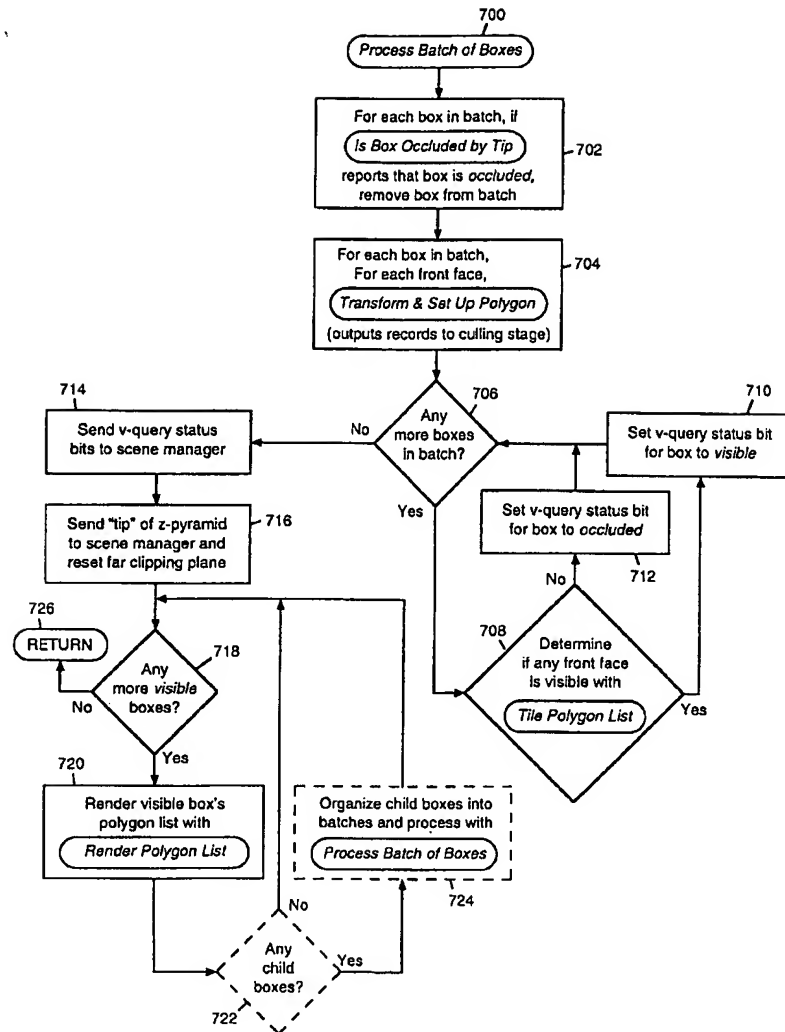 700
Process Batch of Boxes
For each box in batch, if
Is Box Occluded by Tip
reports that box is occluded,
remove box from batch
702
For each box in batch,
For each front face,
Transform & Set Up Polygon
(outputs records to culling stage)
704
706
Any
more boxes
in batch?
No
Yes
714
Send v-query status
bits to scene manager
710
Set v-query status bit
for box to visible
Set v-query status bit
for box to occluded
712
No
Send "tip" of z-pyramid
to scene manager and
reset far clipping plane
716
708
Determine
if any front face
is visible with
Tile Polygon List
Yes
726
RETURN
Any
more visible
boxes?
718
No
Yes
720
Render visible box's
polygon list with
Render Polygon List
Organize child boxes into
batches and process with
Process Batch of Boxes
724
No
Any
child
boxes?
Yes
722